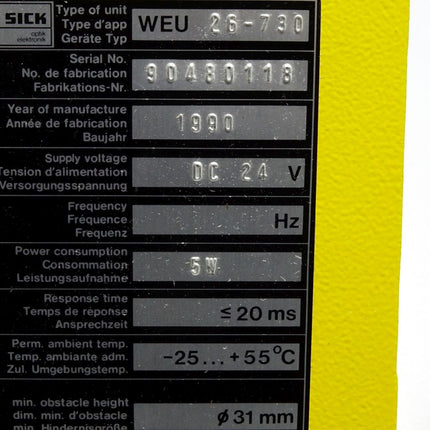 SICK
optik
elektronik
Type of unit
Type d'app
Geräte Typ
WEU 26-730
Serial No.
No. de fabrication
Fabrikations-Nr.
90480118
Year of manufacture
Année de fabrication
Baujahr
1990
Supply voltage
Tension d'alimentation
Versorgungsspannung
DC 24 V
Frequency
Fréquence
Frequenz
Hz
Power consumption
Consommation
Leistungsaufnahme
5W
Response time
Temps de réponse
Ansprechzeit
≤ 20 ms
Perm. ambient temp.
Temp. ambiante adm.
Zul. Umgebungstemp.
-25...+55°C
min. obstacle height
dim. min. d'obstacle
min. Hindernisgröße
ø 31 mm